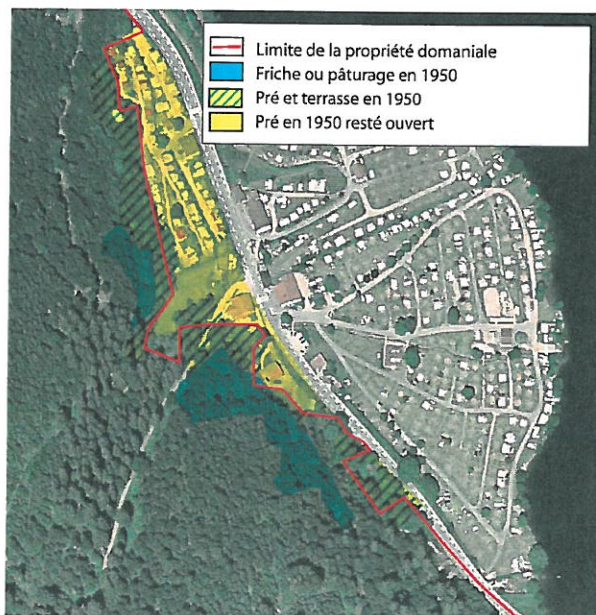 Limite de la propriété domaniale
Friche ou pâturage en 1950
Pré et terrasse en 1950
Pré en 1950 resté ouvert